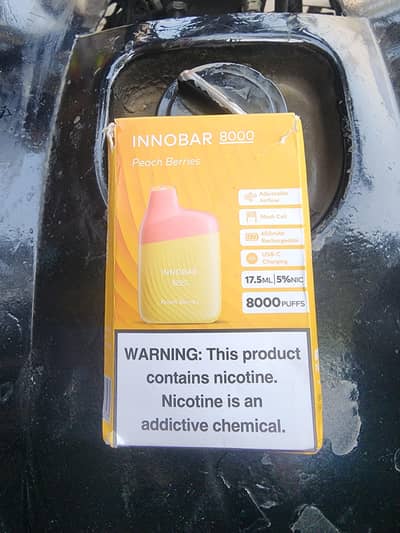 INNOBAR 8000
Peach Berries
Adjustable
Airflow
Mesh Coil
650mAh
Rechargeable
USB-C
Charging
INNOBAR
Peach Berries
17.5ML 5%NIC
8000 PUFFS
WARNING: This product
contains nicotine.
Nicotine is an
addictive chemical.